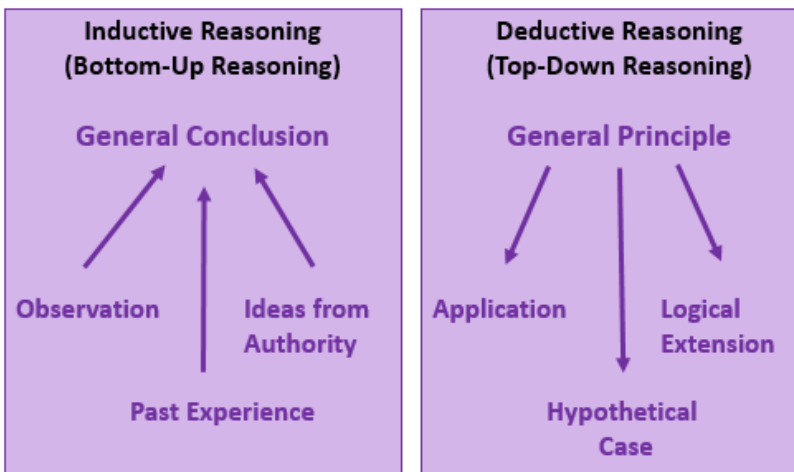 Inductive Reasoning
(Bottom-Up Reasoning)
General Conclusion
Observation
Ideas from
Authority
Past Experience
Deductive Reasoning
(Top-Down Reasoning)
General Principle
Application
Logical
Extension
Hypothetical
Case